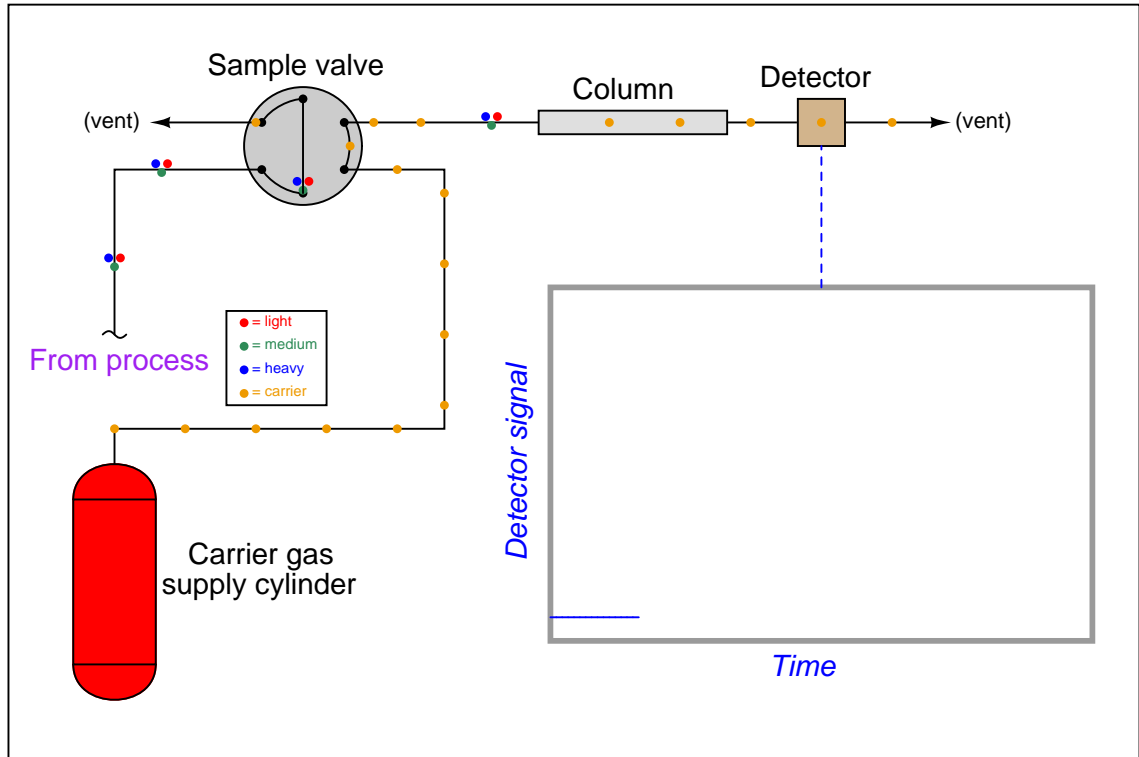 Sample valve
Column
Detector
(vent)
(vent)
From process
= light
= medium
= heavy
= carrier
Carrier gas
supply cylinder
Detector signal
Time